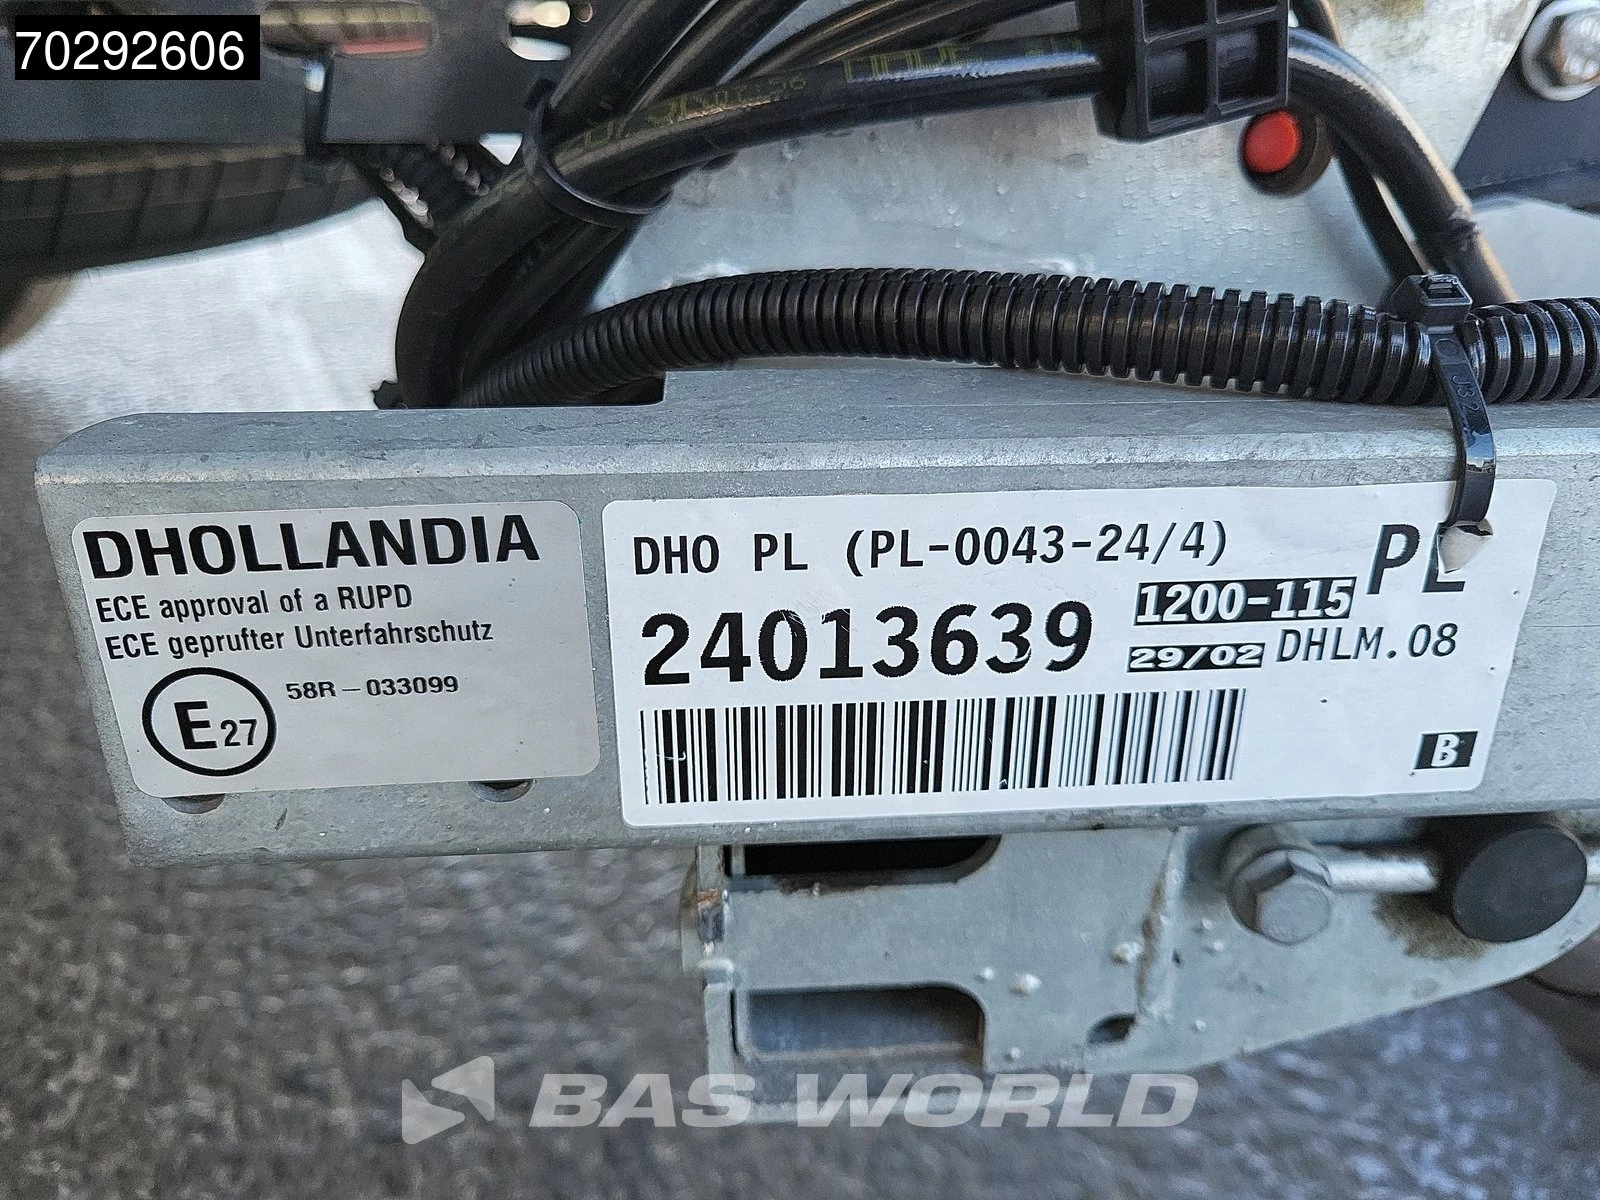 70292606
DHOLLANDIA
ECE approval of a RUPD
ECE geprufter Unterfahrschutz
E27
58R-033099
DHO PL (PL-0043-24/4)
PL
24013639
1200-115
29/02 DHLM.08
B
BAS WORLD